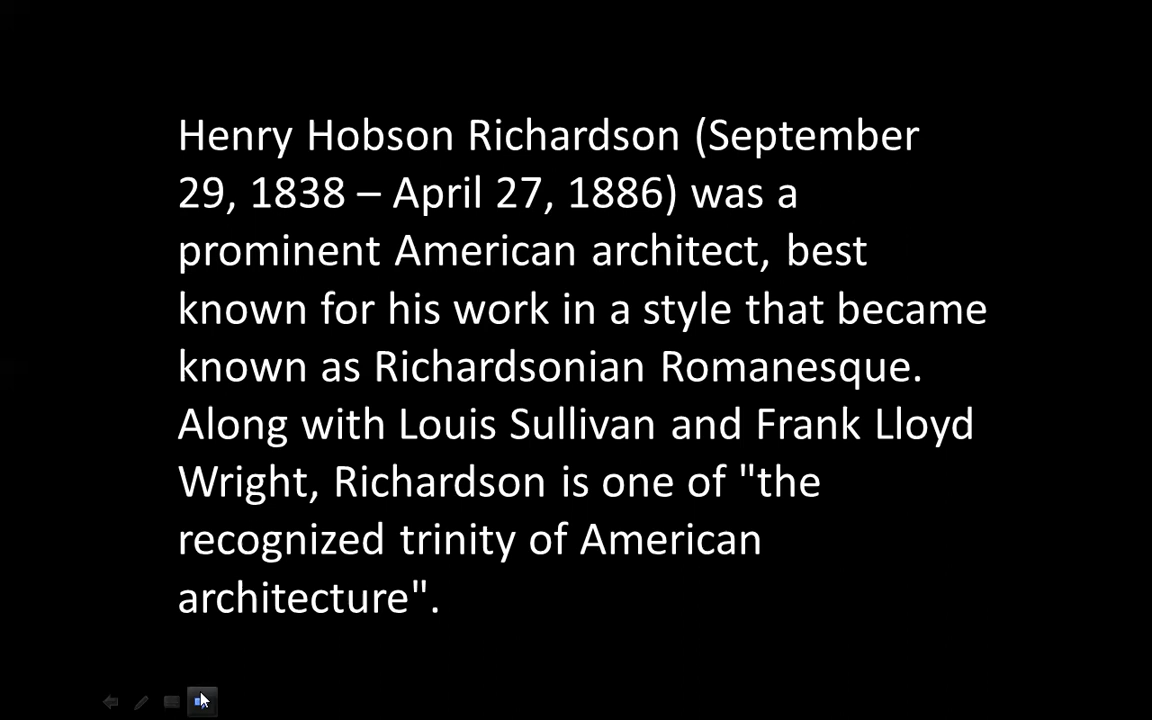 Henry Hobson Richardson (September
29, 1838 – April 27, 1886) was a
prominent American architect, best
known for his work in a style that became
known as Richardsonian Romanesque.
Along with Louis Sullivan and Frank Lloyd
Wright, Richardson is one of "the
recognized trinity of American
architecture".